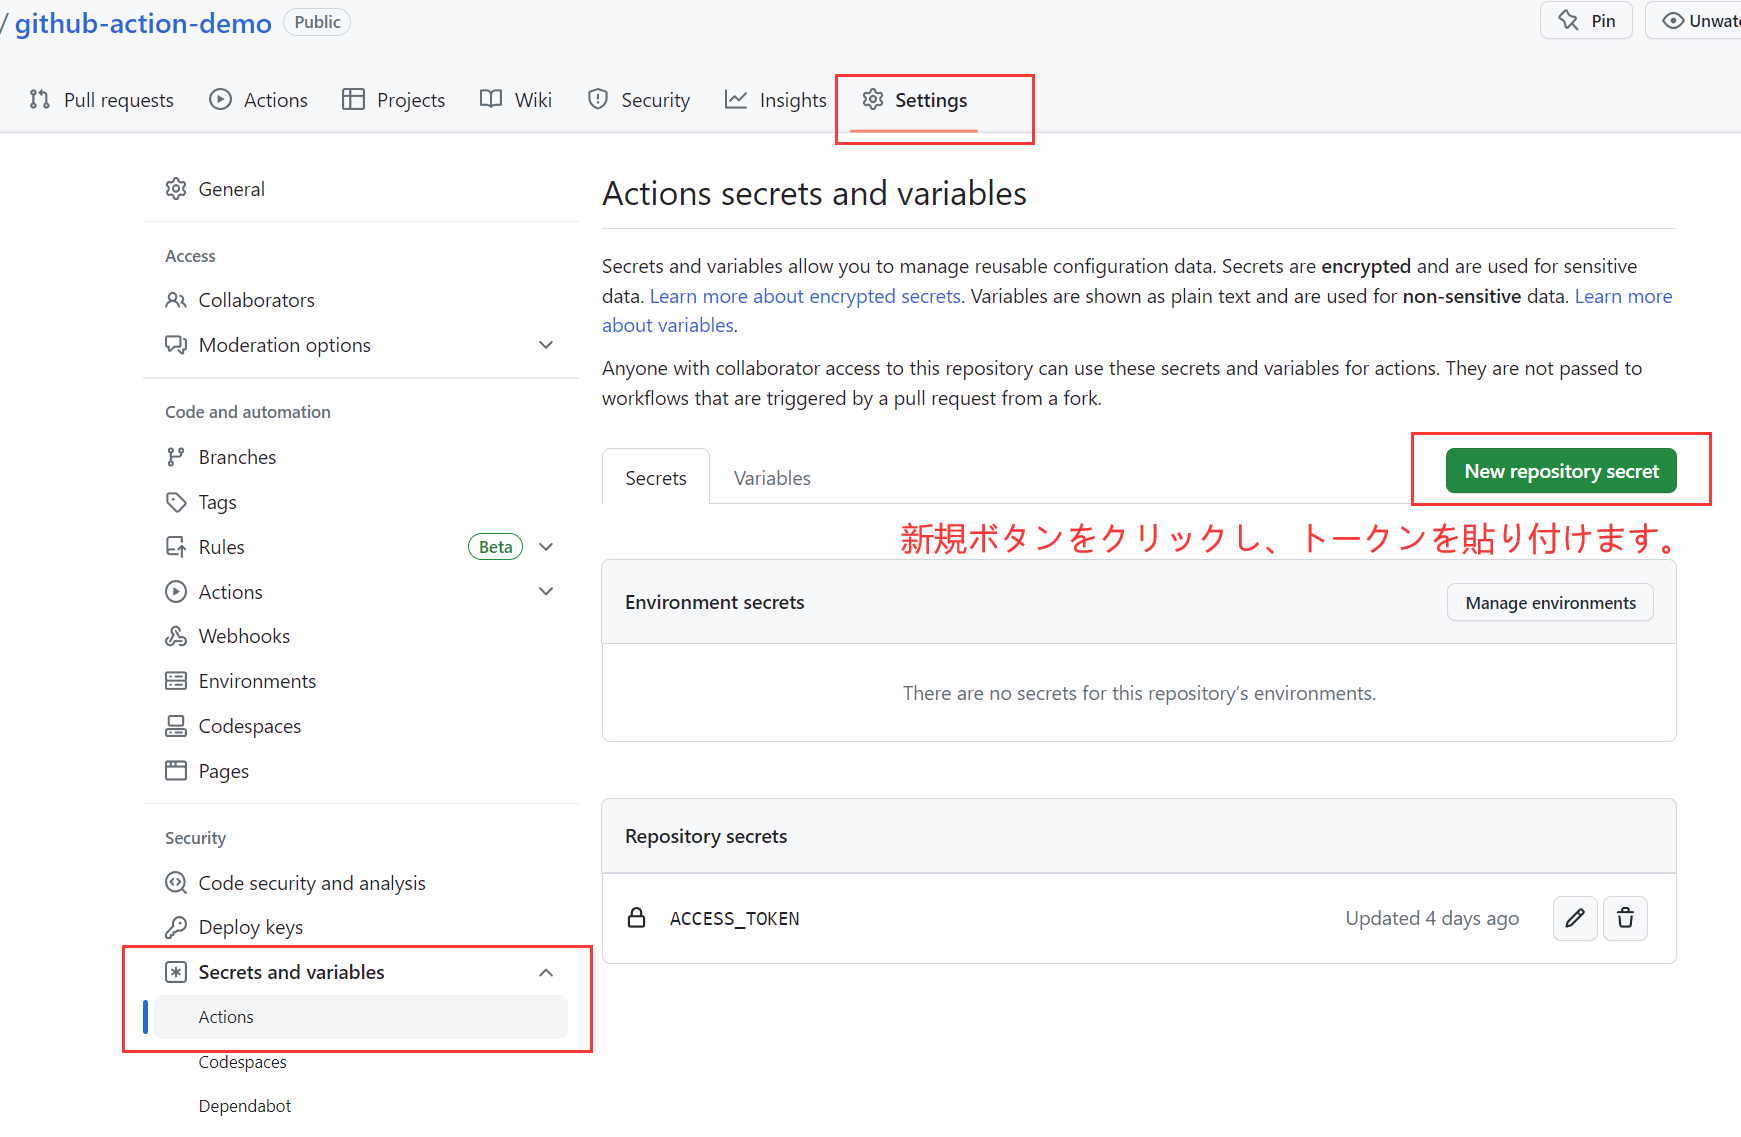 / github-action-demo Public
Pin
Unwatc
Pull requests
Actions
Projects
Wiki
Security
Insights
Settings
General
Access
Collaborators
Moderation options
Code and automation
Branches
Tags
Rules Beta
Actions
Webhooks
Environments
Codespaces
Pages
Security
Code security and analysis
Deploy keys
Secrets and variables
Actions
Codespaces
Dependabot
Actions secrets and variables
Secrets and variables allow you to manage reusable configuration data. Secrets are encrypted and are used for sensitive
data. Learn more about encrypted secrets. Variables are shown as plain text and are used for non-sensitive data. Learn more
about variables.
Anyone with collaborator access to this repository can use these secrets and variables for actions. They are not passed to
workflows that are triggered by a pull request from a fork.
Secrets
Variables
New repository secret
新規ボタンをクリックし、トークンを貼り付けます。
Environment secrets
Manage environments
There are no secrets for this repository's environments.
Repository secrets
ACCESS_TOKEN
Updated 4 days ago